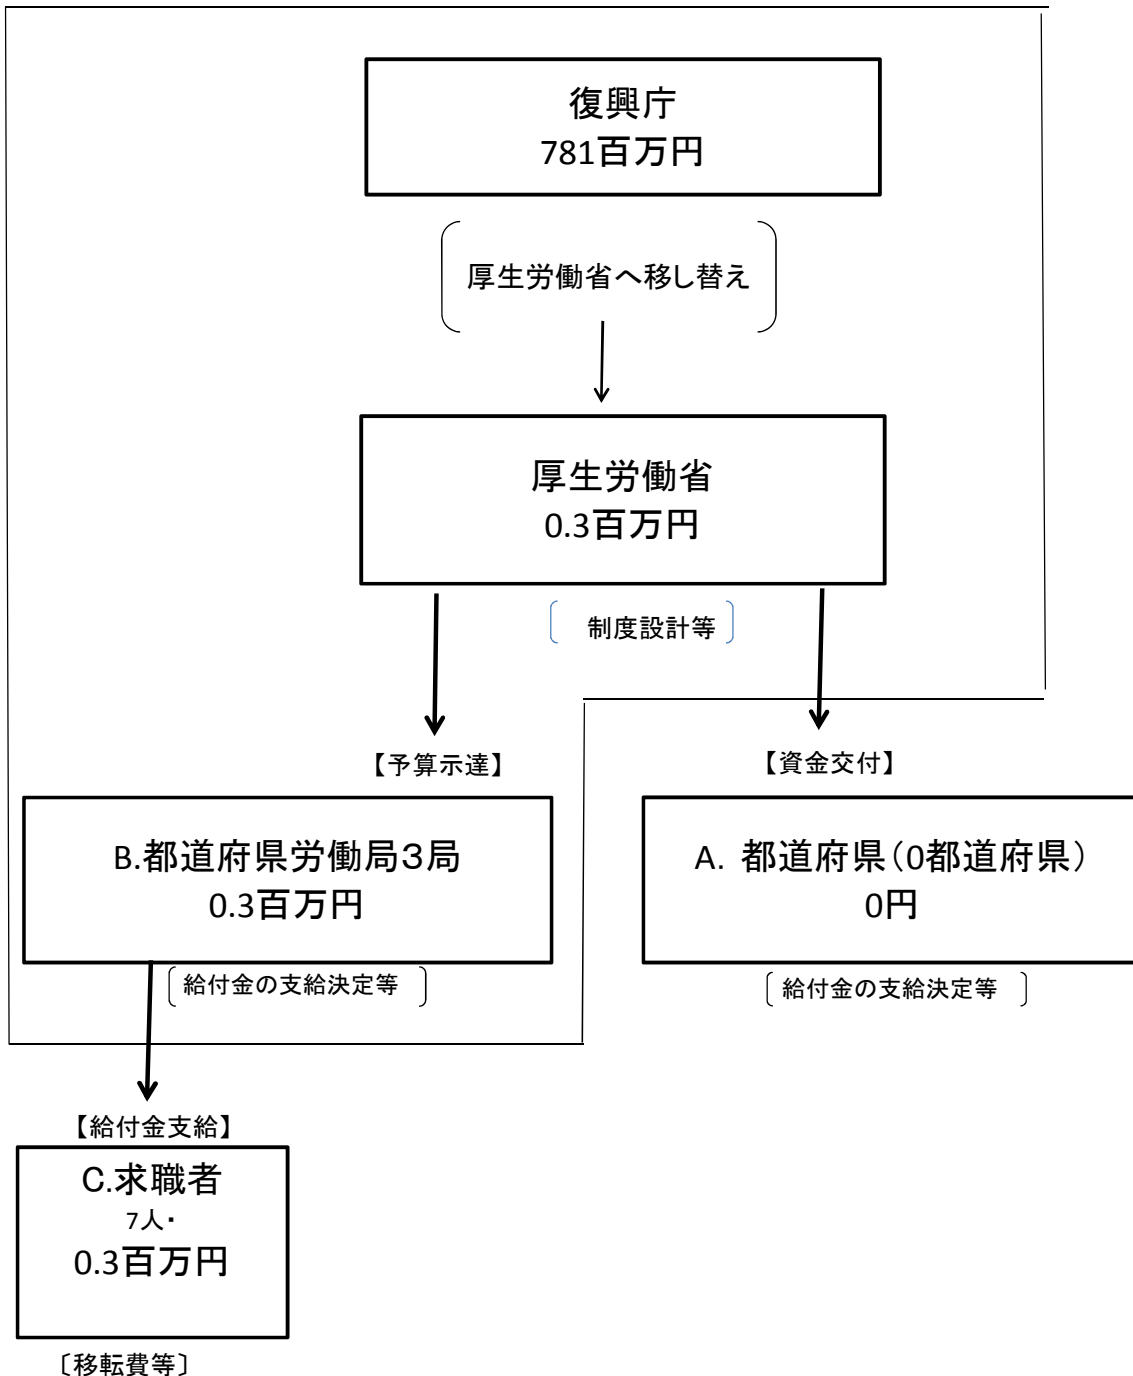 復興庁
781百万円
厚生労働省へ移し替え
厚生労働省
0.3百万円
制度設計等
【予算示達】
【資金交付】
B.都道府県労働局３局
0.3百万円
A. 都道府県（0都道府県）
0円
給付金の支給決定等
給付金の支給決定等
【給付金支給】
C.求職者
7人・
0.3百万円
〔移転費等〕